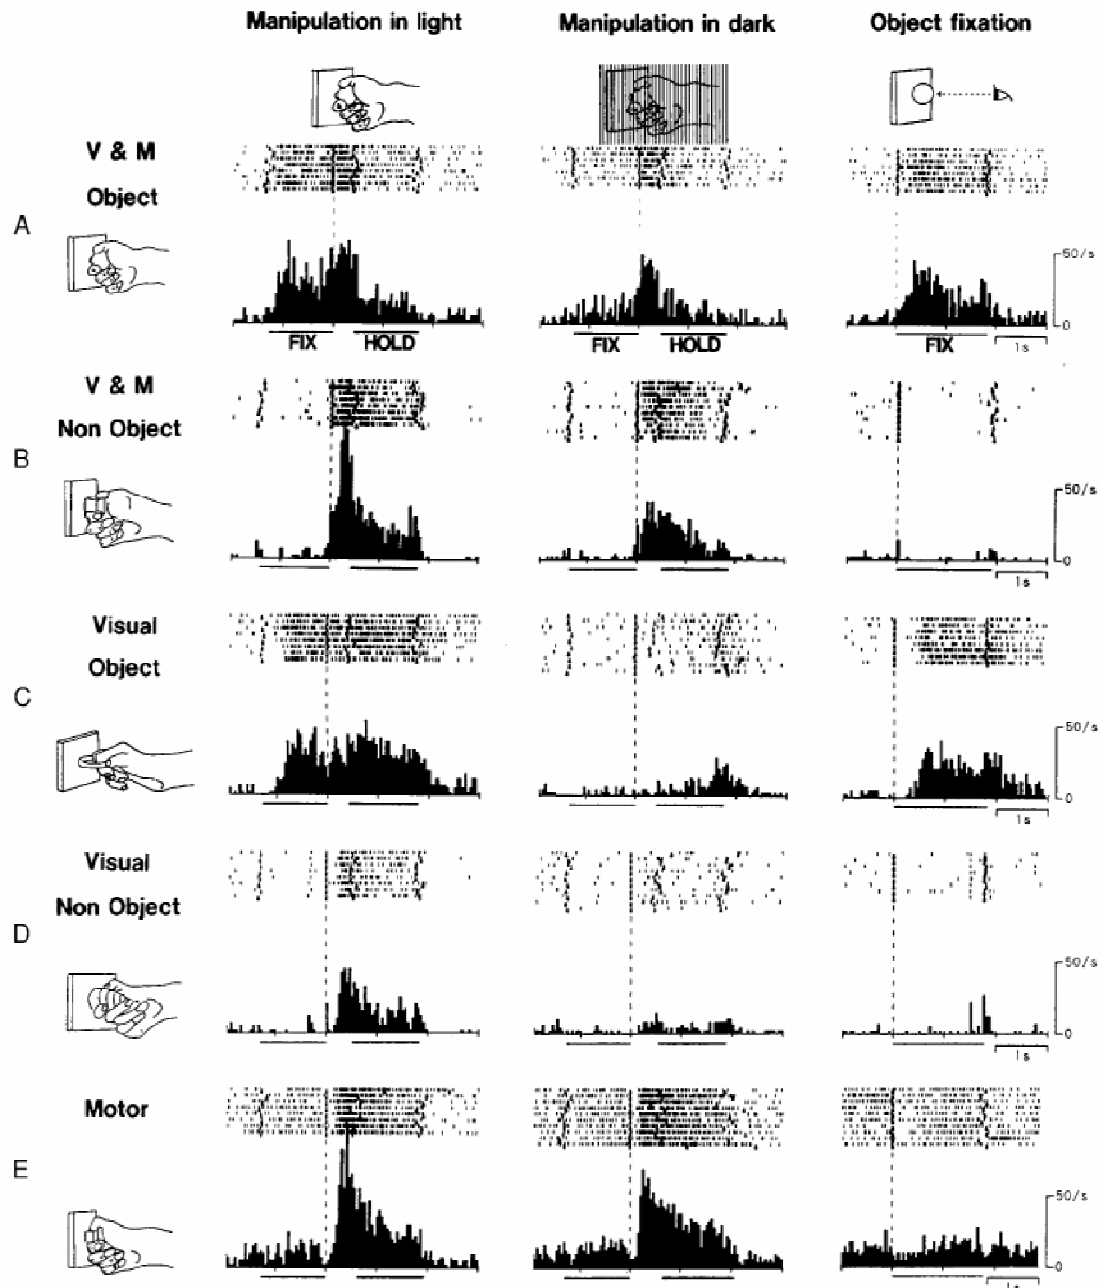 Manipulation in light Manipulation in dark Object fixation
V & M
Object
A
50/s
0
FIX HOLD FIX HOLD FIX 1s
V & M
Non Object
B
50/s
0
1s
Visual
Object
C
50/s
0
1s
Visual
Non Object
D
50/s
0
1s
Motor
E
50/s
0
1s